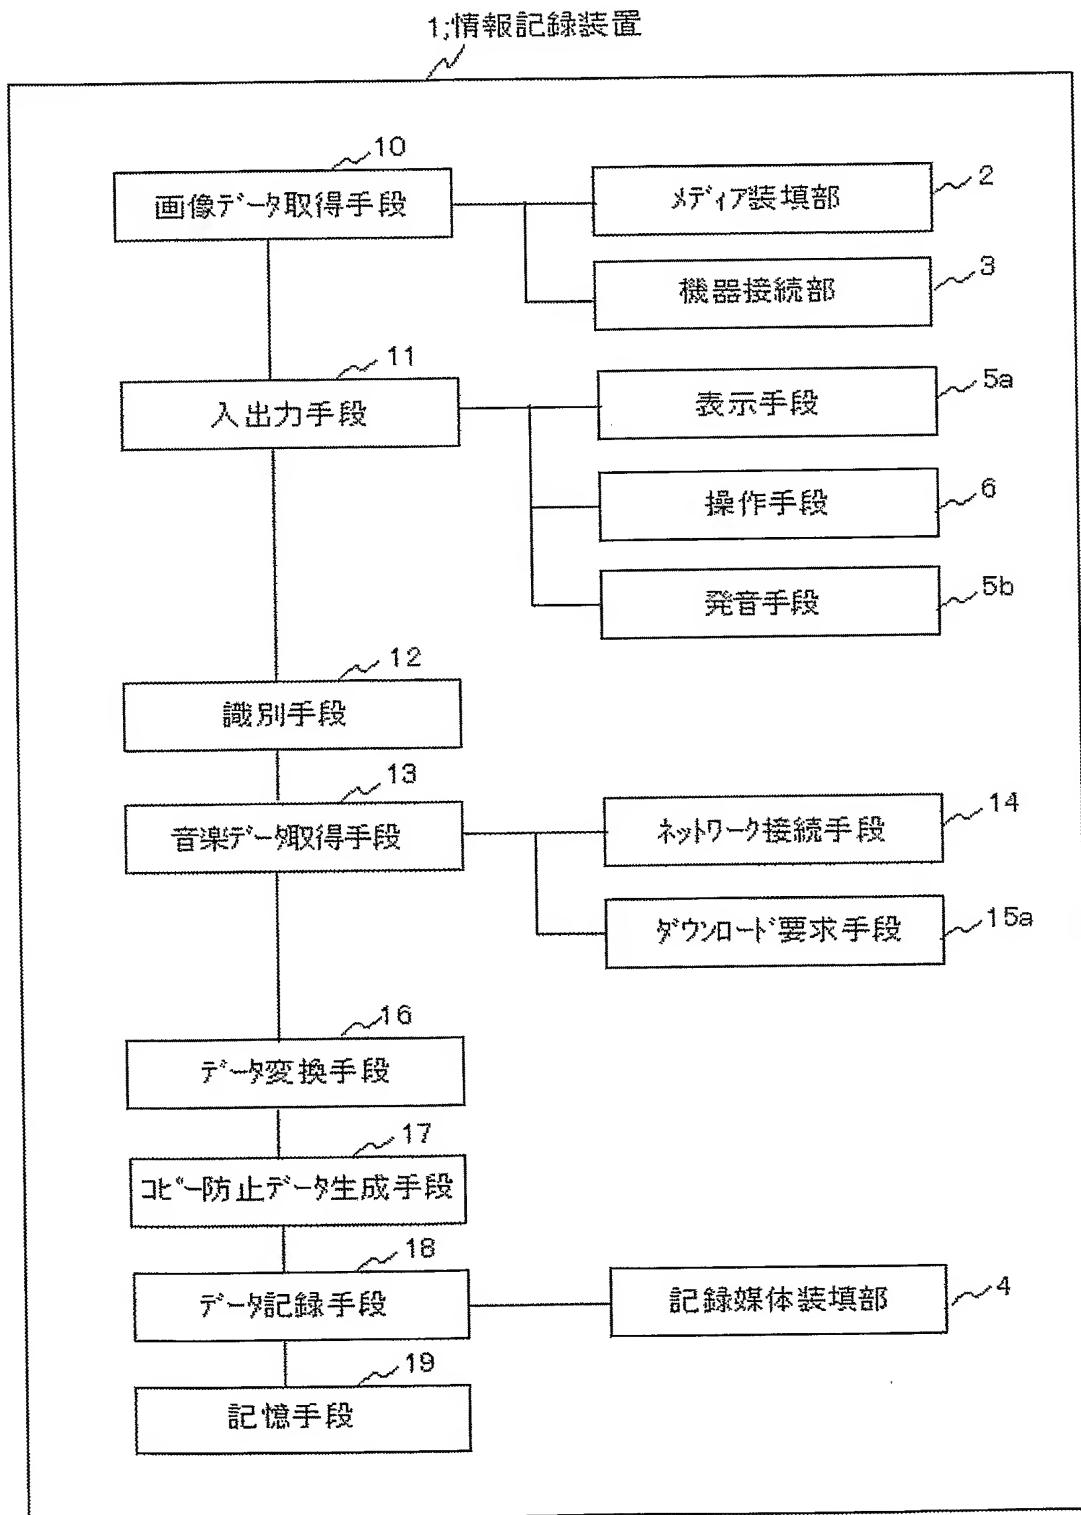 1;情報記録装置
10
画像データ取得手段
メディア装填部
2
機器接続部
3
11
入出力手段
表示手段
5a
操作手段
6
発音手段
5b
12
識別手段
13
音楽データ取得手段
ネットワーク接続手段
14
ダウンロード要求手段
15a
16
データ変換手段
17
コピー防止データ生成手段
18
データ記録手段
記録媒体装填部
4
19
記憶手段